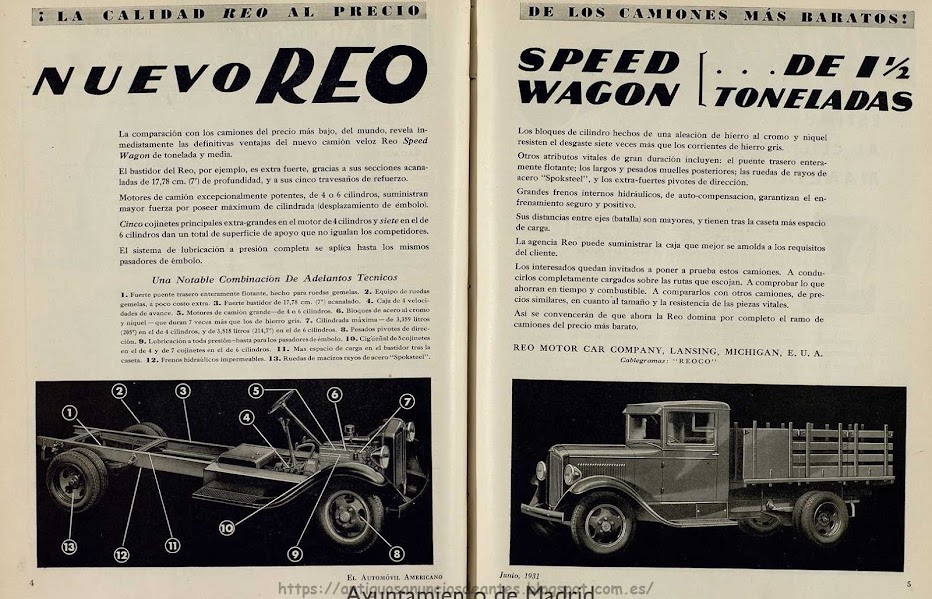 ¡ LA CALIDAD REO AL PRECIO
NUEVO REO
La comparación con los camiones del precio más bajo, del mundo, revela in-
mediatamente las definitivas ventajas del nuevo camión veloz Reo Speed
Wagon de tonelada y media.
El bastidor del Reo, por ejemplo, es extra fuerte, gracias a sus secciones acana-
ladas de 17,78 cm. (7") de profundidad, y a sus cinco travesaños de refuerzo.
Motores de camión excepcionalmente potentes, de 4 o 6 cilindros, suministran
mayor fuerza por poseer máximum de cilindrada (desplazamiento de émbolo).
Cinco cojinetes principales extra-grandes en el motor de 4 cilindros y siete en el de
6 cilindros dan un total de superficie de apoyo que no igualan los competidores.
El sistema de lubricación a presión completa se aplica hasta los mismos
pasadores de émbolo.
Una Notable Combinación De Adelantos Tecnicos
1. Fuerte puente trasero enteramente flotante, hecho para ruedas gemelas. 2. Equipo de ruedas
gemelas, a poco costo extra. 3. Fuerte bastidor de 17,78 cm. (7") acanalado. 4. Caja de 4 veloci-
dades de avance. 5. Motores de camión grande—de 4 o 6 cilindros. 6. Bloques de acero al cromo
y níquel—que duran 7 veces más que los de hierro gris. 7. Cilindrada máxima—de 3,359 litros
(205") en el de 4 cilindros, y de 3,518 litros (214,7") en el de 6 cilindros. 8. Pesados pivotes de direc-
ción. 9. Lubricación a toda presión—hasta para los pasadores de émbolo. 10. Cigüeñal de 5 cojinetes
en el de 4 y de 7 cojinetes en el de 6 cilindros. 11. Mas espacio de carga en el bastidor tras la
caseta. 12. Frenos hidráulicos impermeables. 13. Ruedas de macizos rayos de acero "Spoksteel".
1
2
3
4
5
6
7
8
9
10
11
12
13
4
EL AUTOMÓVIL AMERICANO
DE LOS CAMIONES MÁS BARATOS!
SPEED WAGON
. . . DE 1½ TONELADAS
Los bloques de cilindro hechos de una aleación de hierro al cromo y níquel
resisten el desgaste siete veces más que los corrientes de hierro gris.
Otros atributos vitales de gran duración incluyen: el puente trasero entera-
mente flotante; los largos y pesados muelles posteriores; las ruedas de rayos de
acero "Spoksteel", y los extra-fuertes pivotes de dirección.
Grandes frenos internos hidráulicos, de auto-compensacion, garantizan el en-
frenamiento seguro y positivo.
Sus distancias entre ejes (batalla) son mayores, y tienen tras la caseta más espacio
de carga.
La agencia Reo puede suministrar la caja que mejor se amolda a los requisitos
del cliente.
Los interesados quedan invitados a poner a prueba estos camiones. A condu-
cirlos completamente cargados sobre las rutas que escojan. A comprobar lo que
ahorran en tiempo y combustible. A compararlos con otros camiones, de pre-
cios similares, en cuanto al tamaño y la resistencia de las piezas vitales.
Así se convencerán de que ahora la Reo domina por completo el ramo de
camiones del precio más barato.
REO MOTOR CAR COMPANY, LANSING, MICHIGAN, E. U. A.
Cablegramas: "REOCO"
Junio, 1931
5
https://antiguosanunciosdeantes.blogspot.com.es/
Ayuntamiento de Madrid